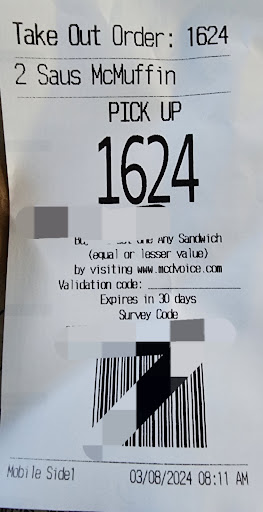 Take Out Order: 1624
2 Saus McMuffin
PICK UP
1624
Any Sandwich
(equal or lesser value)
by visiting www.mcdvoice.com
Validation code:
Expires in 30 days
Survey Code
Mobile Side1 03/08/2024 08:11 AM